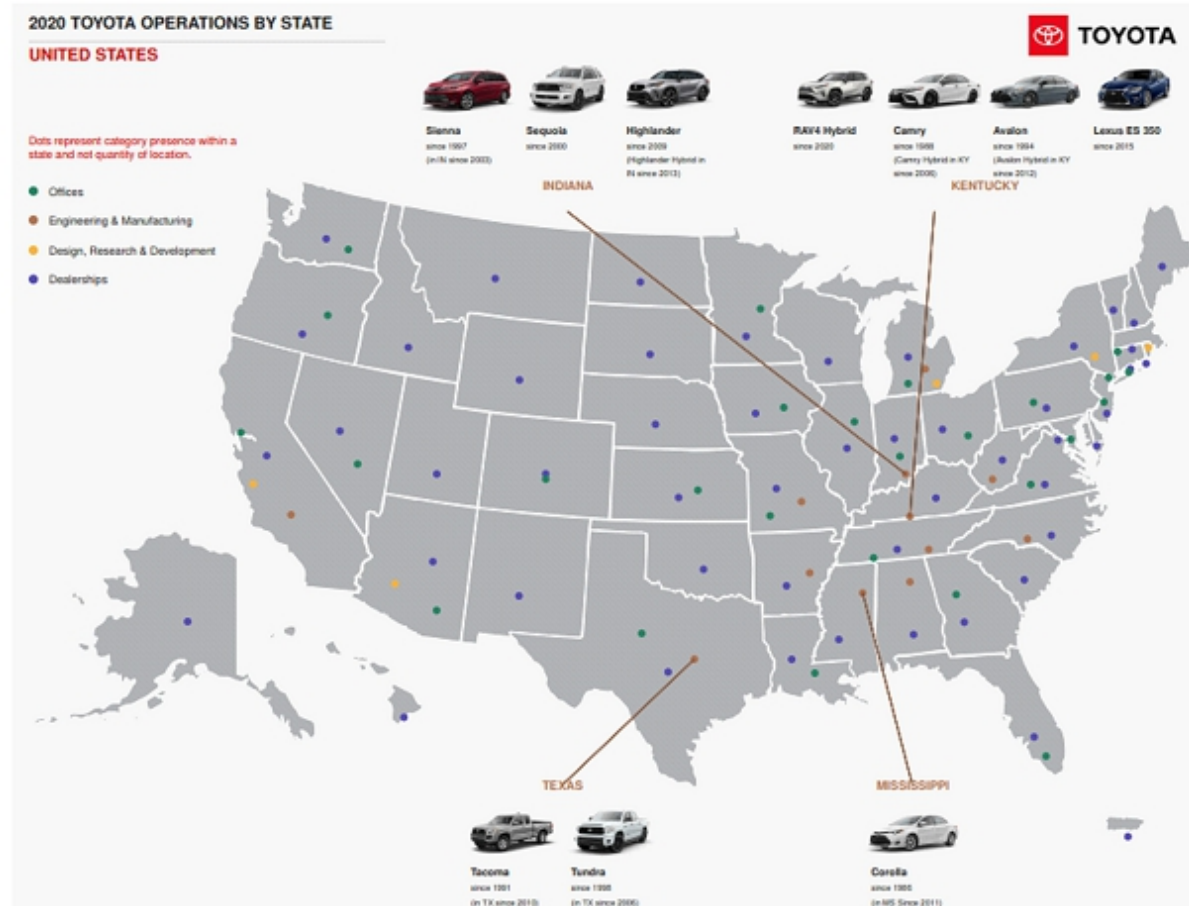 2020 TOYOTA OPERATIONS BY STATE
TOYOTA
UNITED STATES
Dots represent category presence within a
state and not quantity of location.
Offices
Engineering & Manufacturing
Design, Research & Development
Dealerships
Sienna
since 1997
(in IN since 2003)
Sequoia
since 2000
Highlander
since 2009
(Highlander Hybrid in
IN since 2013)
INDIANA
RAV4 Hybrid
since 2020
Camry
since 1988
(Camry Hybrid in KY
since 2006)
Avalon
since 1994
(Avalon Hybrid in KY
since 2012)
Lexus ES 350
since 2015
KENTUCKY
TEXAS
Tacoma
since 1991
(in TX since 2010)
Tundra
since 1998
(in TX since 2006)
MISSISSIPPI
Corolla
since 1986
(in MS Since 2011)